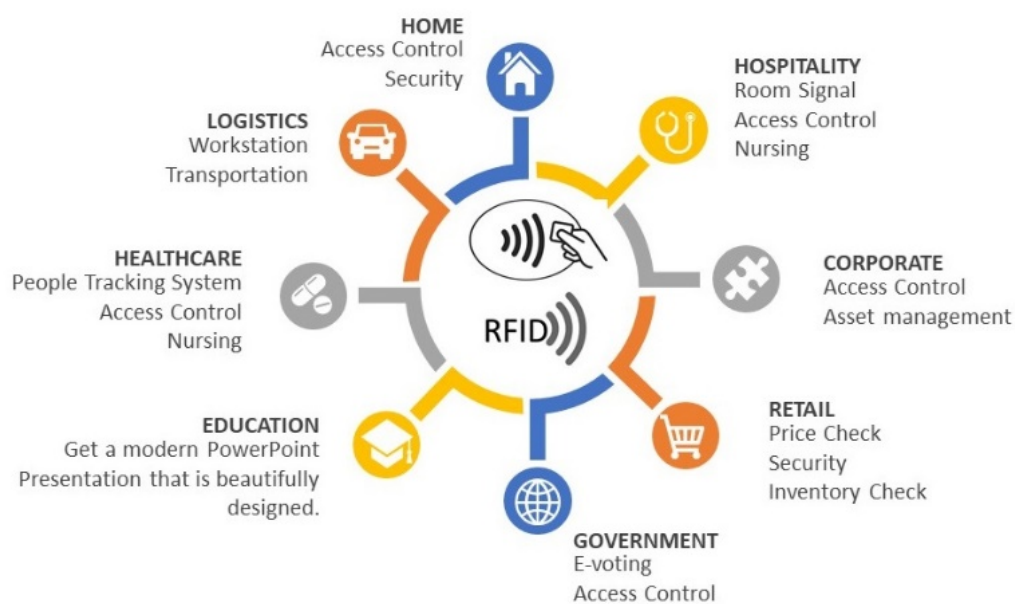 HOME
Access Control
Security
HOSPITALITY
Room Signal
Access Control
Nursing
LOGISTICS
Workstation
Transportation
HEALTHCARE
People Tracking System
Access Control
Nursing
CORPORATE
Access Control
Asset management
RFID
EDUCATION
Get a modern PowerPoint
Presentation that is beautifully
designed.
RETAIL
Price Check
Security
Inventory Check
GOVERNMENT
E-voting
Access Control